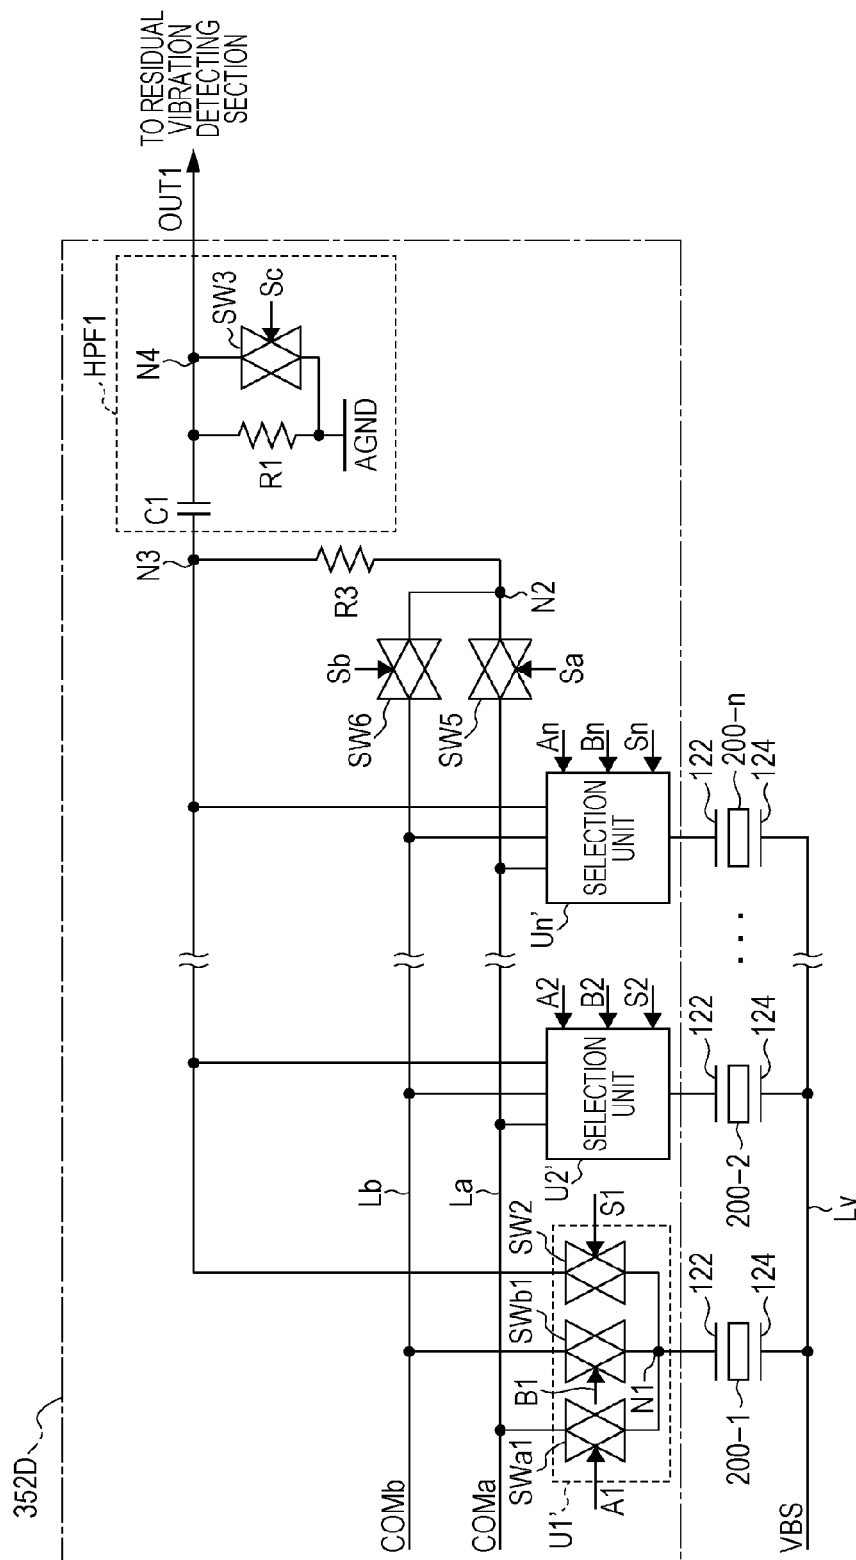 352D
TO RESIDUAL
VIBRATION
DETECTING
SECTION
OUT1
HPF1
N4
SW3
Sc
R1
AGND
C1
N3
R3
N2
Sb
SW6
SW5
Sa
COMb
COMa
Lb
La
SWa1
A1
B1
SWb1
SW2
S1
N1
U1'
SELECTION
UNIT
U2'
A2
B2
S2
SELECTION
UNIT
Un'
An
Bn
Sn
122
200-1
124
122
200-2
124
...
122
200-n
124
VBS
Lv